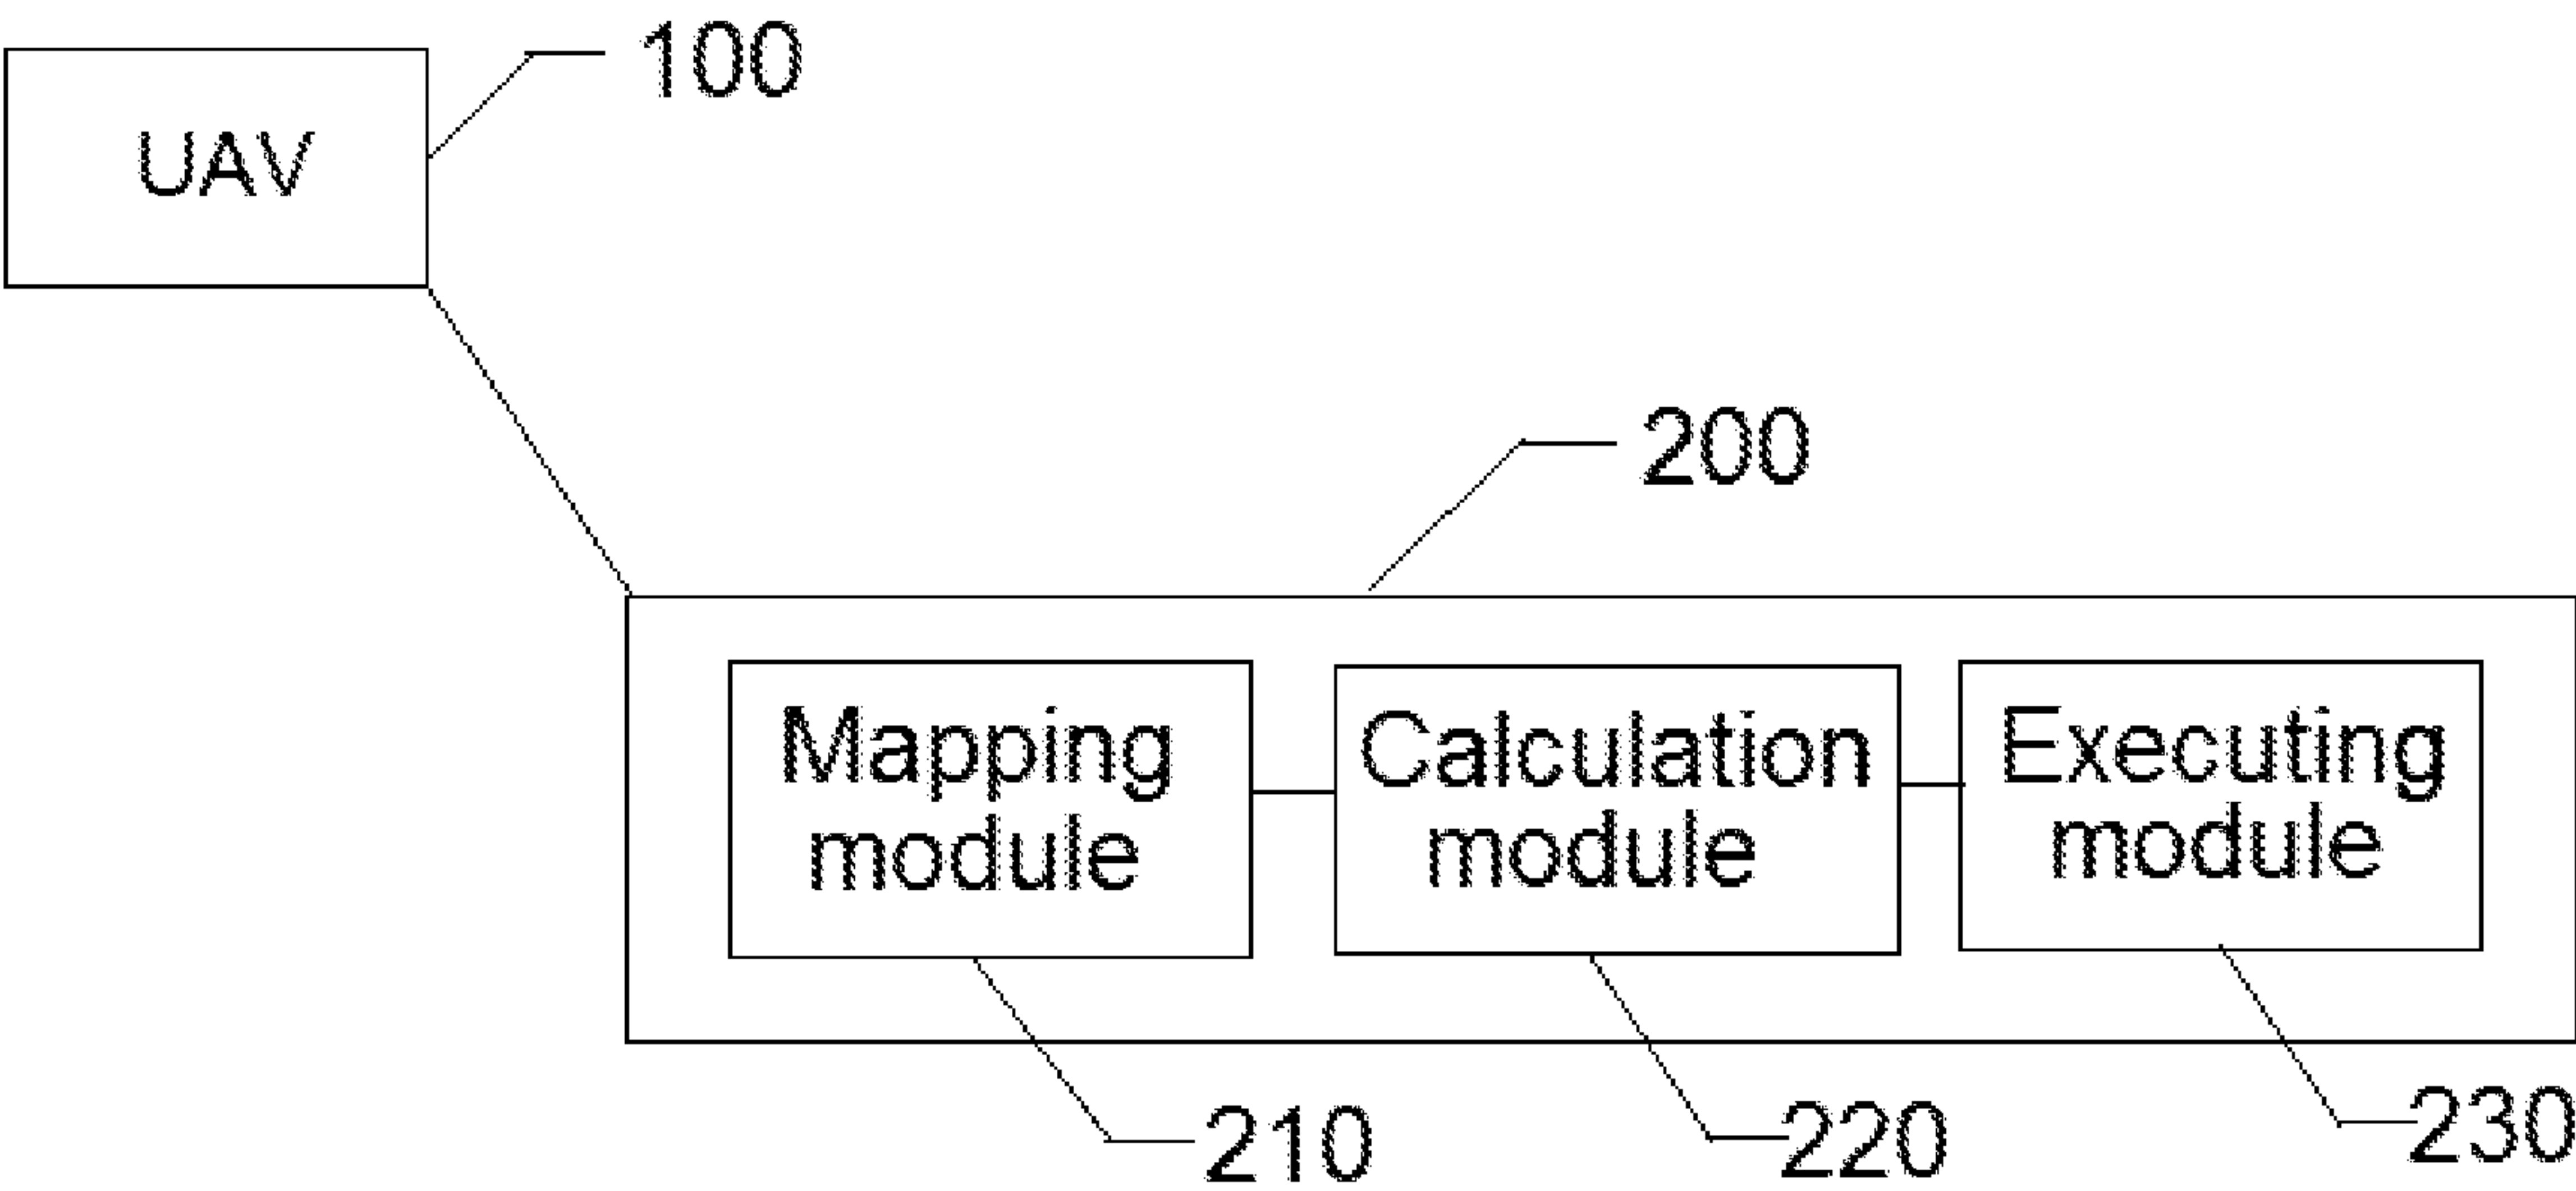 100
UAV
200
Mapping
module
Calculation
module
Executing
module
210
220
230